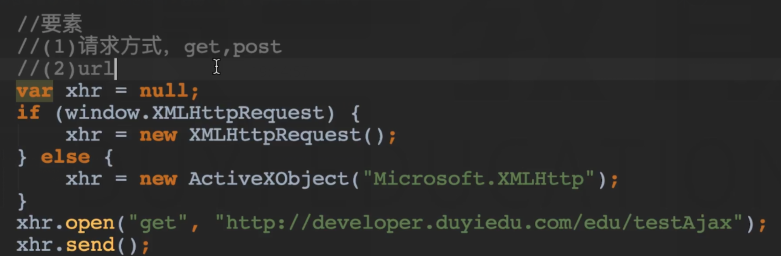 //要素
//(1)请求方式，get,post
//(2)url
var xhr = null;
if (window.XMLHttpRequest) {
    xhr = new XMLHttpRequest();
} else {
    xhr = new ActiveXObject("Microsoft.XMLHttp");
}
xhr.open("get", "http://developer.duyiedu.com/edu/testAjax");
xhr.send();